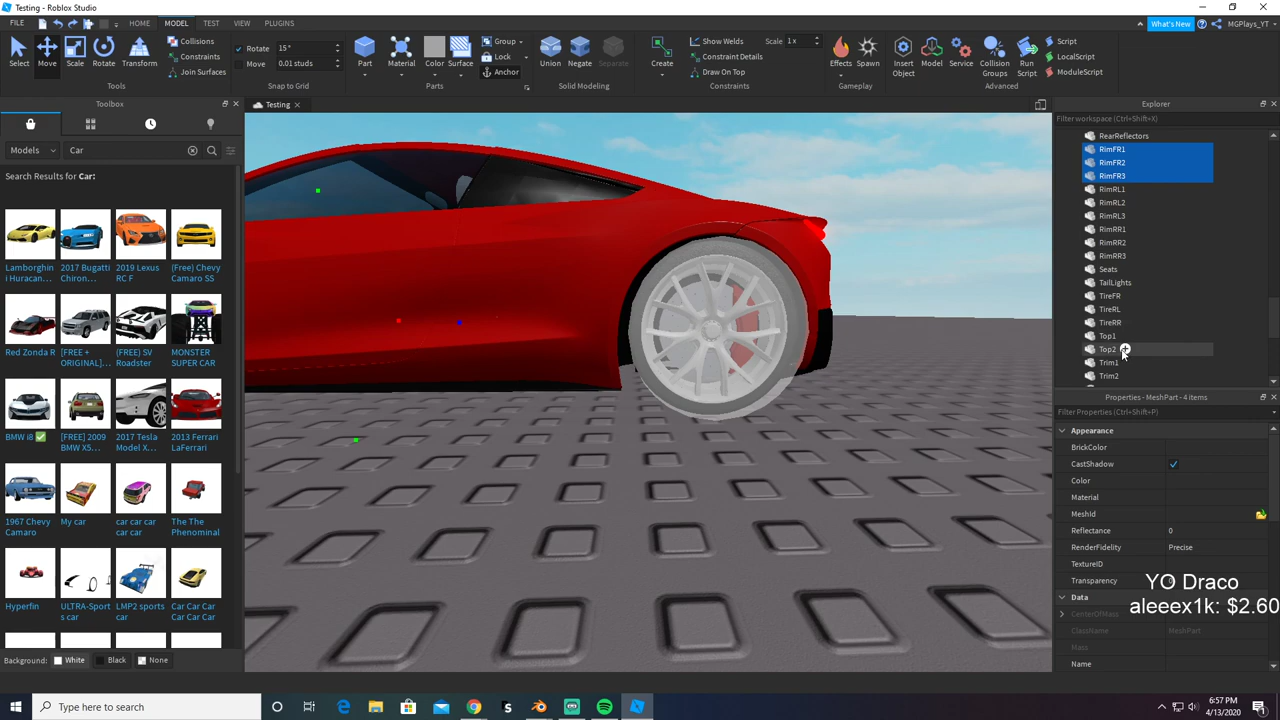 Testing - Roblox Studio
FILE HOME MODEL TEST VIEW PLUGINS What's New MGPlays_YT
Select Move Scale Rotate Transform
Collisions
Constraints
Join Surfaces
Tools
Rotate 15°
Move 0.01 studs
Snap to Grid
Part Material Color Surface
Group
Lock
Anchor
Parts
Union Negate Separate
Solid Modeling
Create
Show Welds Scale 1 x
Constraint Details
Draw On Top
Constraints
Effects Spawn
Gameplay
Insert Object
Model
Service
Collision Groups
Run Script
Script
LocalScript
ModuleScript
Advanced
Toolbox
Testing
Explorer
Models Car
Filter workspace (Ctrl+Shift+X)
Search Results for Car:
Lamborghini Huracan...
2017 Bugatti Chiron...
2019 Lexus RC F
(Free) Chevy Camaro SS
Red Zonda R
[FREE + ORIGINAL]...
(FREE) SV Roadster
MONSTER SUPER CAR
BMW i8 ✅
[FREE] 2009 BMW X5...
2017 Tesla Model X...
2013 Ferrari LaFerrari
1967 Chevy Camaro
My car
car car car car car
The The Phenominal
Hyperfin
ULTRA-Sports car
LMP2 sports car
Car Car Car Car Car Car
Background: White Black None
RearReflectors
RimFR1
RimFR2
RimFR3
RimRL1
RimRL2
RimRL3
RimRR1
RimRR2
RimRR3
Seats
TailLights
TireFR
TireRL
TireRR
Top1
Top2
Trim1
Trim2
Properties - MeshPart - 4 items
Filter Properties (Ctrl+Shift+P)
Appearance
BrickColor
CastShadow
Color
Material
MeshId
Reflectance 0
RenderFidelity Precise
TextureID
Transparency
Data
CenterOfMass
ClassName MeshPart
Mass
Name
YO Draco
aleeex1k: $2.60
Type here to search
6:57 PM
4/13/2020